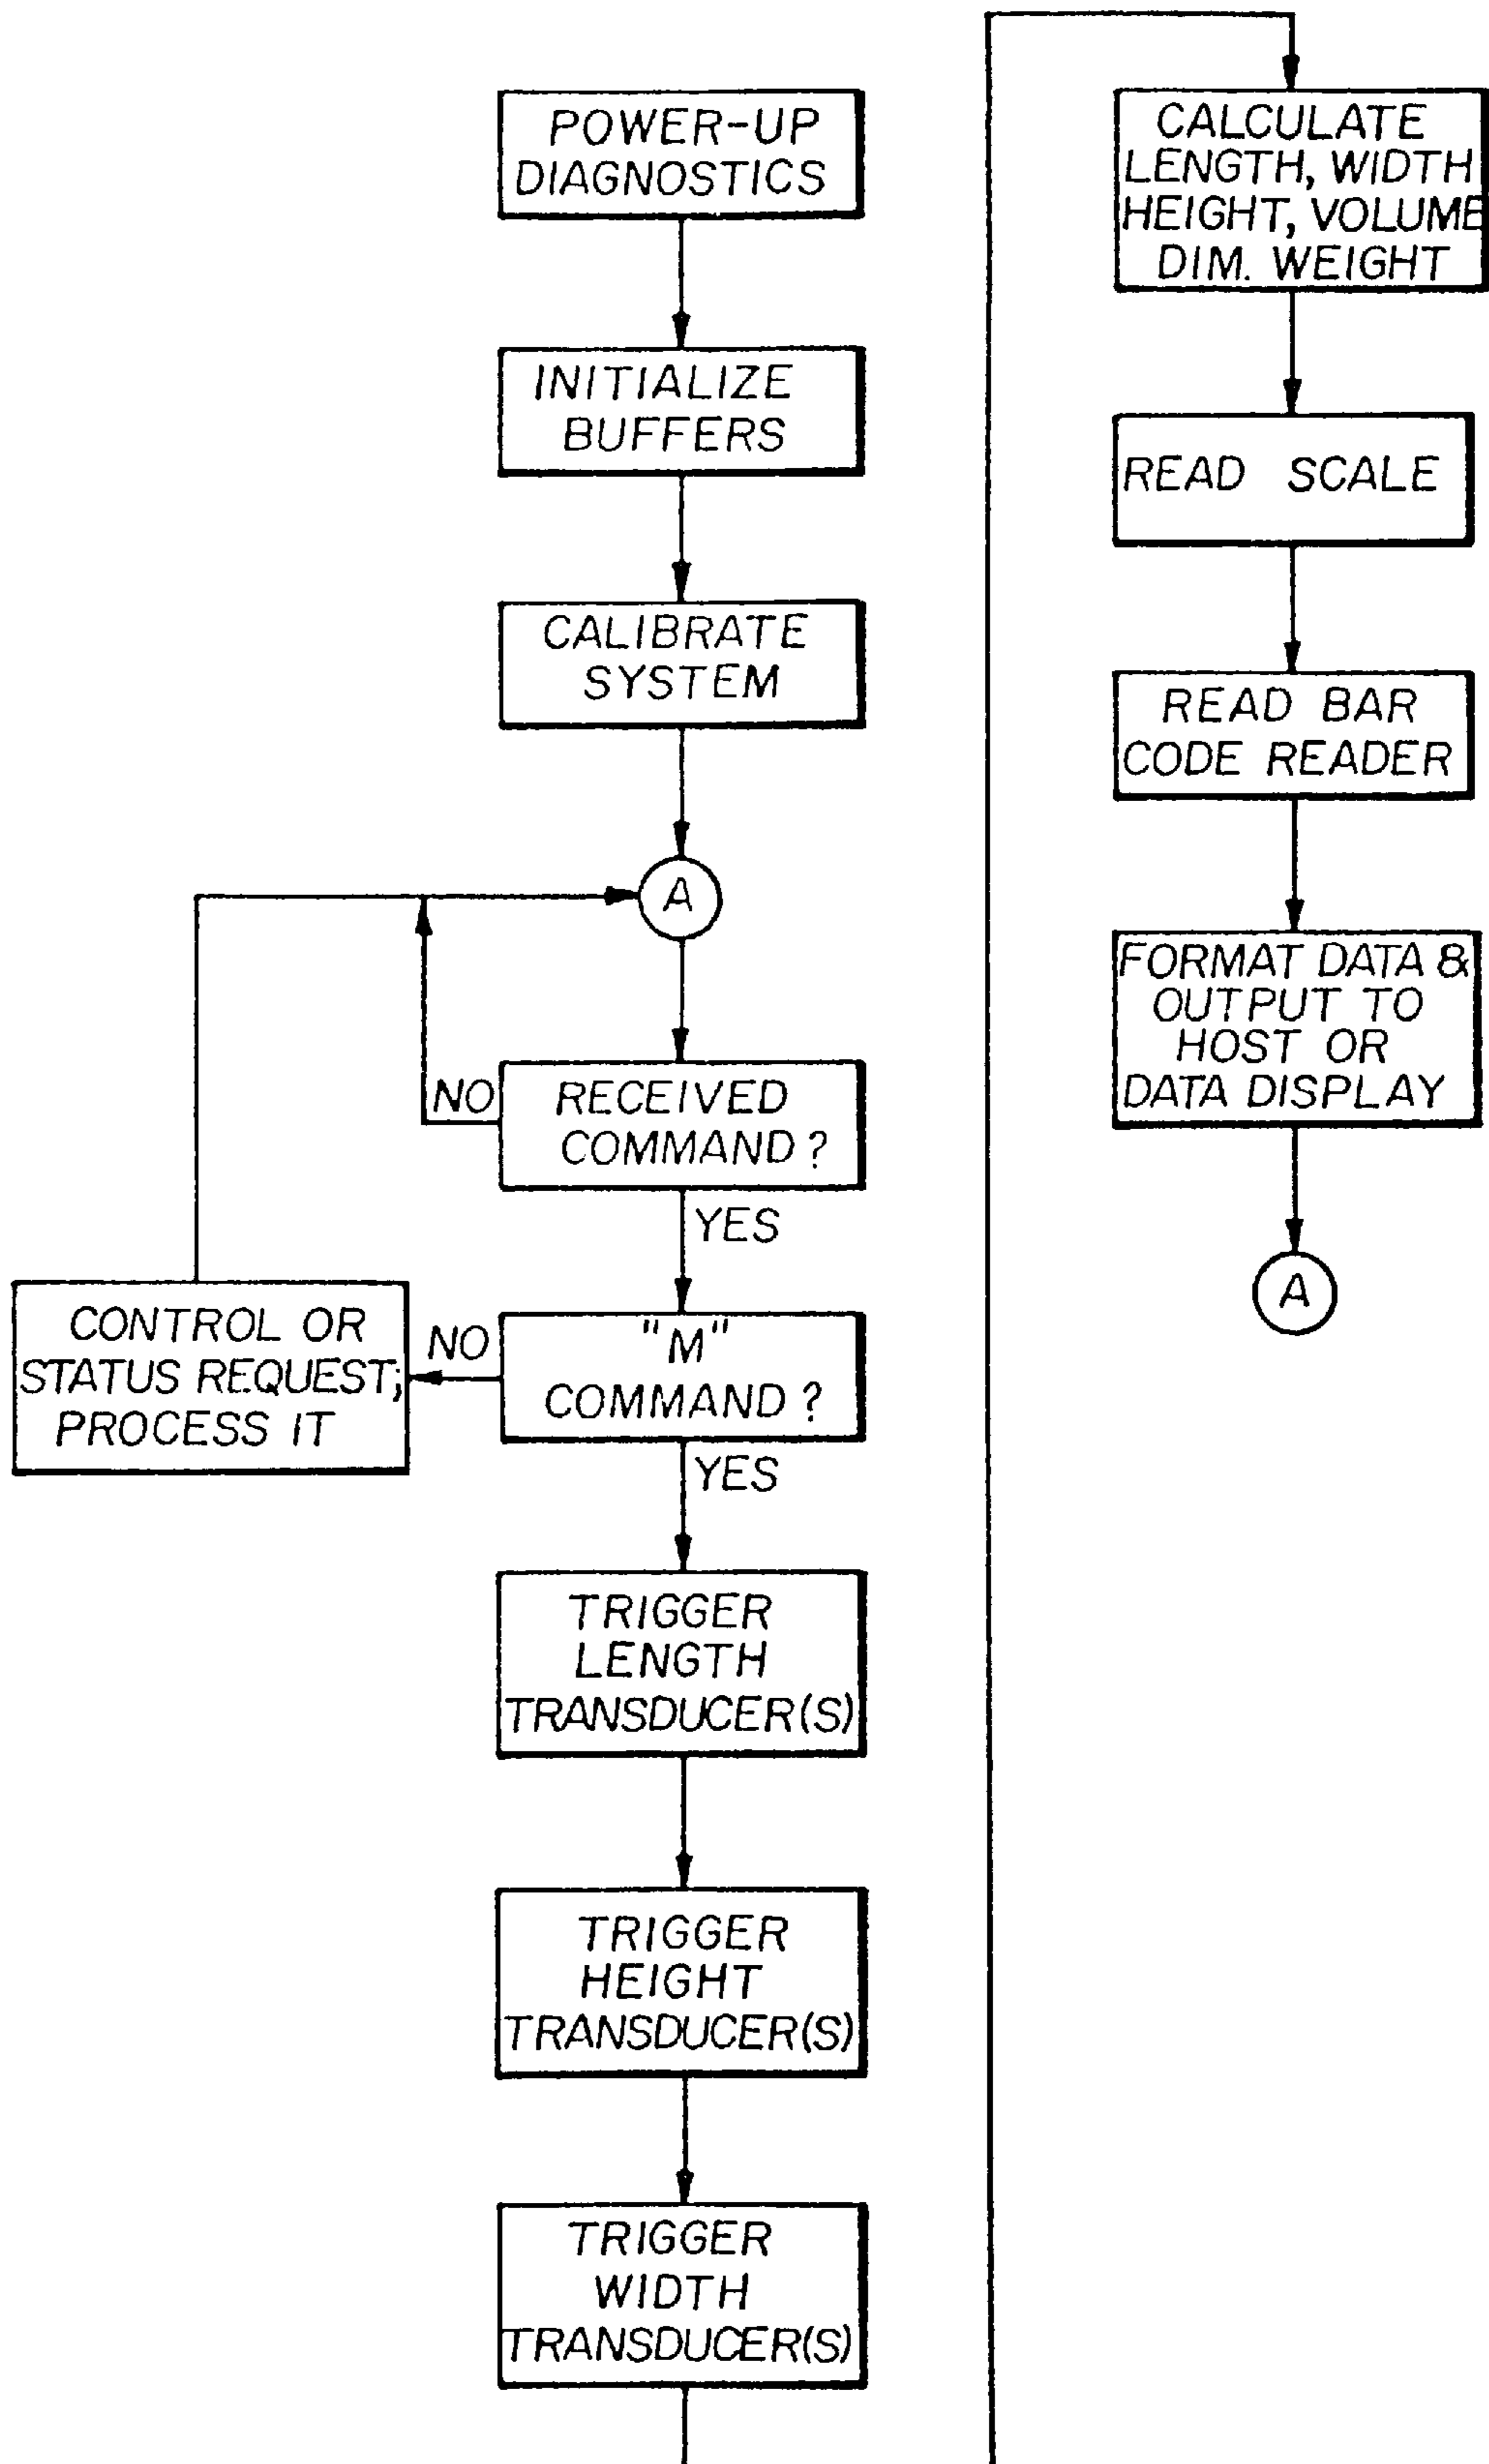 POWER-UP
DIAGNOSTICS
INITIALIZE
BUFFERS
CALIBRATE
SYSTEM
A
NO
RECEIVED
COMMAND ?
YES
CONTROL OR
STATUS REQUEST;
PROCESS IT
NO
"M"
COMMAND ?
YES
TRIGGER
LENGTH
TRANSDUCER(S)
TRIGGER
HEIGHT
TRANSDUCER(S)
TRIGGER
WIDTH
TRANSDUCER(S)
CALCULATE
LENGTH, WIDTH
HEIGHT, VOLUME
DIM. WEIGHT
READ SCALE
READ BAR
CODE READER
FORMAT DATA &
OUTPUT TO
HOST OR
DATA DISPLAY
A